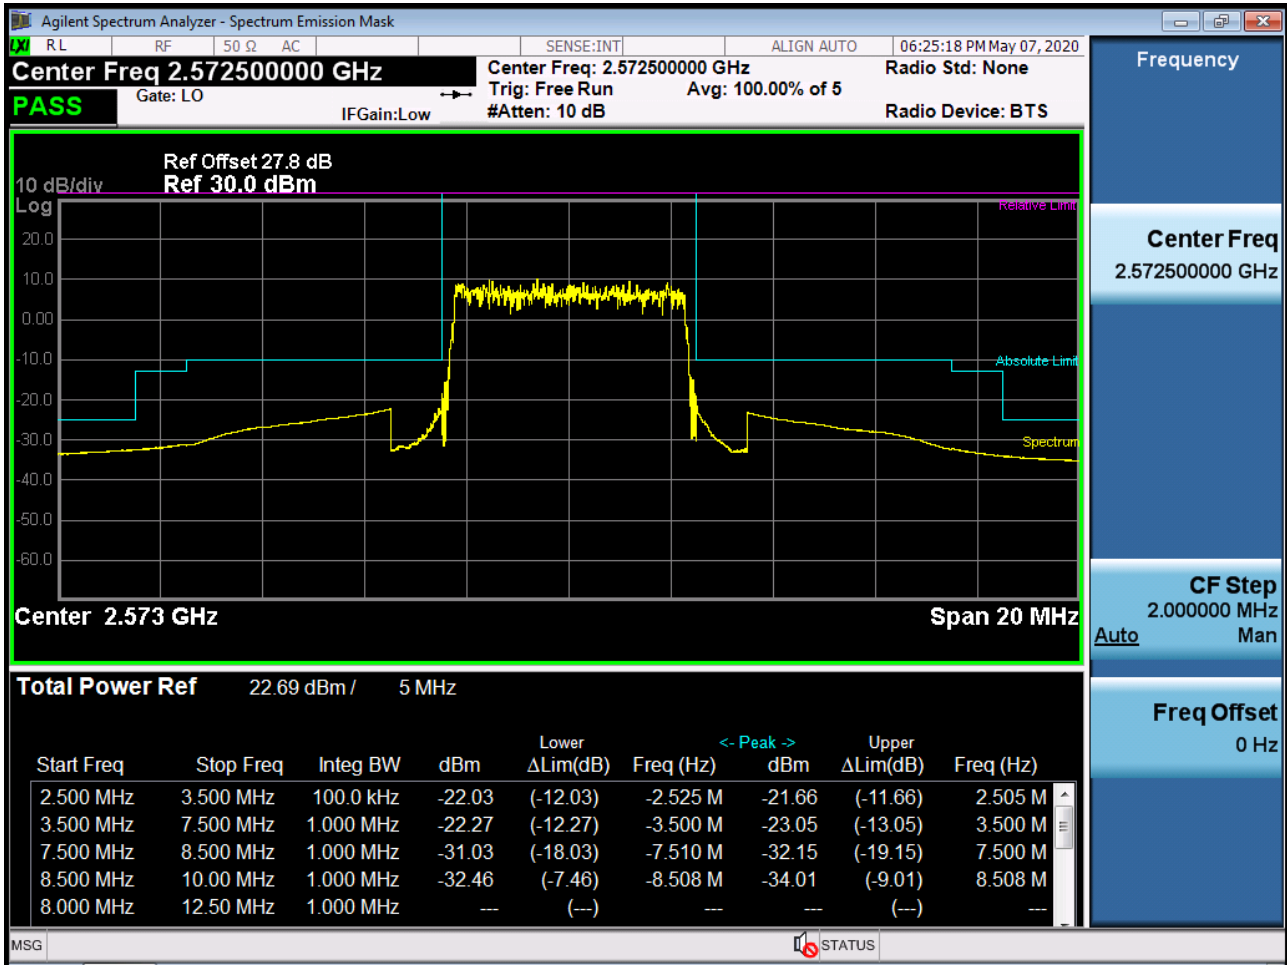 Agilent Spectrum Analyzer - Spectrum Emission Mask
LXI RL RF 50 Ω AC SENSE:INT ALIGN AUTO 06:25:18 PM May 07, 2020
Center Freq 2.572500000 GHz Center Freq: 2.572500000 GHz Radio Std: None
Trig: Free Run Avg: 100.00% of 5
PASS Gate: LO IFGain:Low #Atten: 10 dB Radio Device: BTS
Frequency
Ref Offset 27.8 dB
10 dB/div Ref 30.0 dBm
Log
Relative Limit
20.0
10.0
0.00
-10.0
Absolute Limit
-20.0
-30.0
Spectrum
-40.0
-50.0
-60.0
Center 2.573 GHz Span 20 MHz
Center Freq
2.572500000 GHz
CF Step
2.000000 MHz
Auto Man
Freq Offset
0 Hz
Total Power Ref 22.69 dBm / 5 MHz
Lower <- Peak -> Upper
Start Freq Stop Freq Integ BW dBm ΔLim(dB) Freq (Hz) dBm ΔLim(dB) Freq (Hz)
2.500 MHz 3.500 MHz 100.0 kHz -22.03 (-12.03) -2.525 M -21.66 (-11.66) 2.505 M
3.500 MHz 7.500 MHz 1.000 MHz -22.27 (-12.27) -3.500 M -23.05 (-13.05) 3.500 M
7.500 MHz 8.500 MHz 1.000 MHz -31.03 (-18.03) -7.510 M -32.15 (-19.15) 7.500 M
8.500 MHz 10.00 MHz 1.000 MHz -32.46 (-7.46) -8.508 M -34.01 (-9.01) 8.508 M
8.000 MHz 12.50 MHz 1.000 MHz --- (---) --- --- (---) ---
MSG STATUS